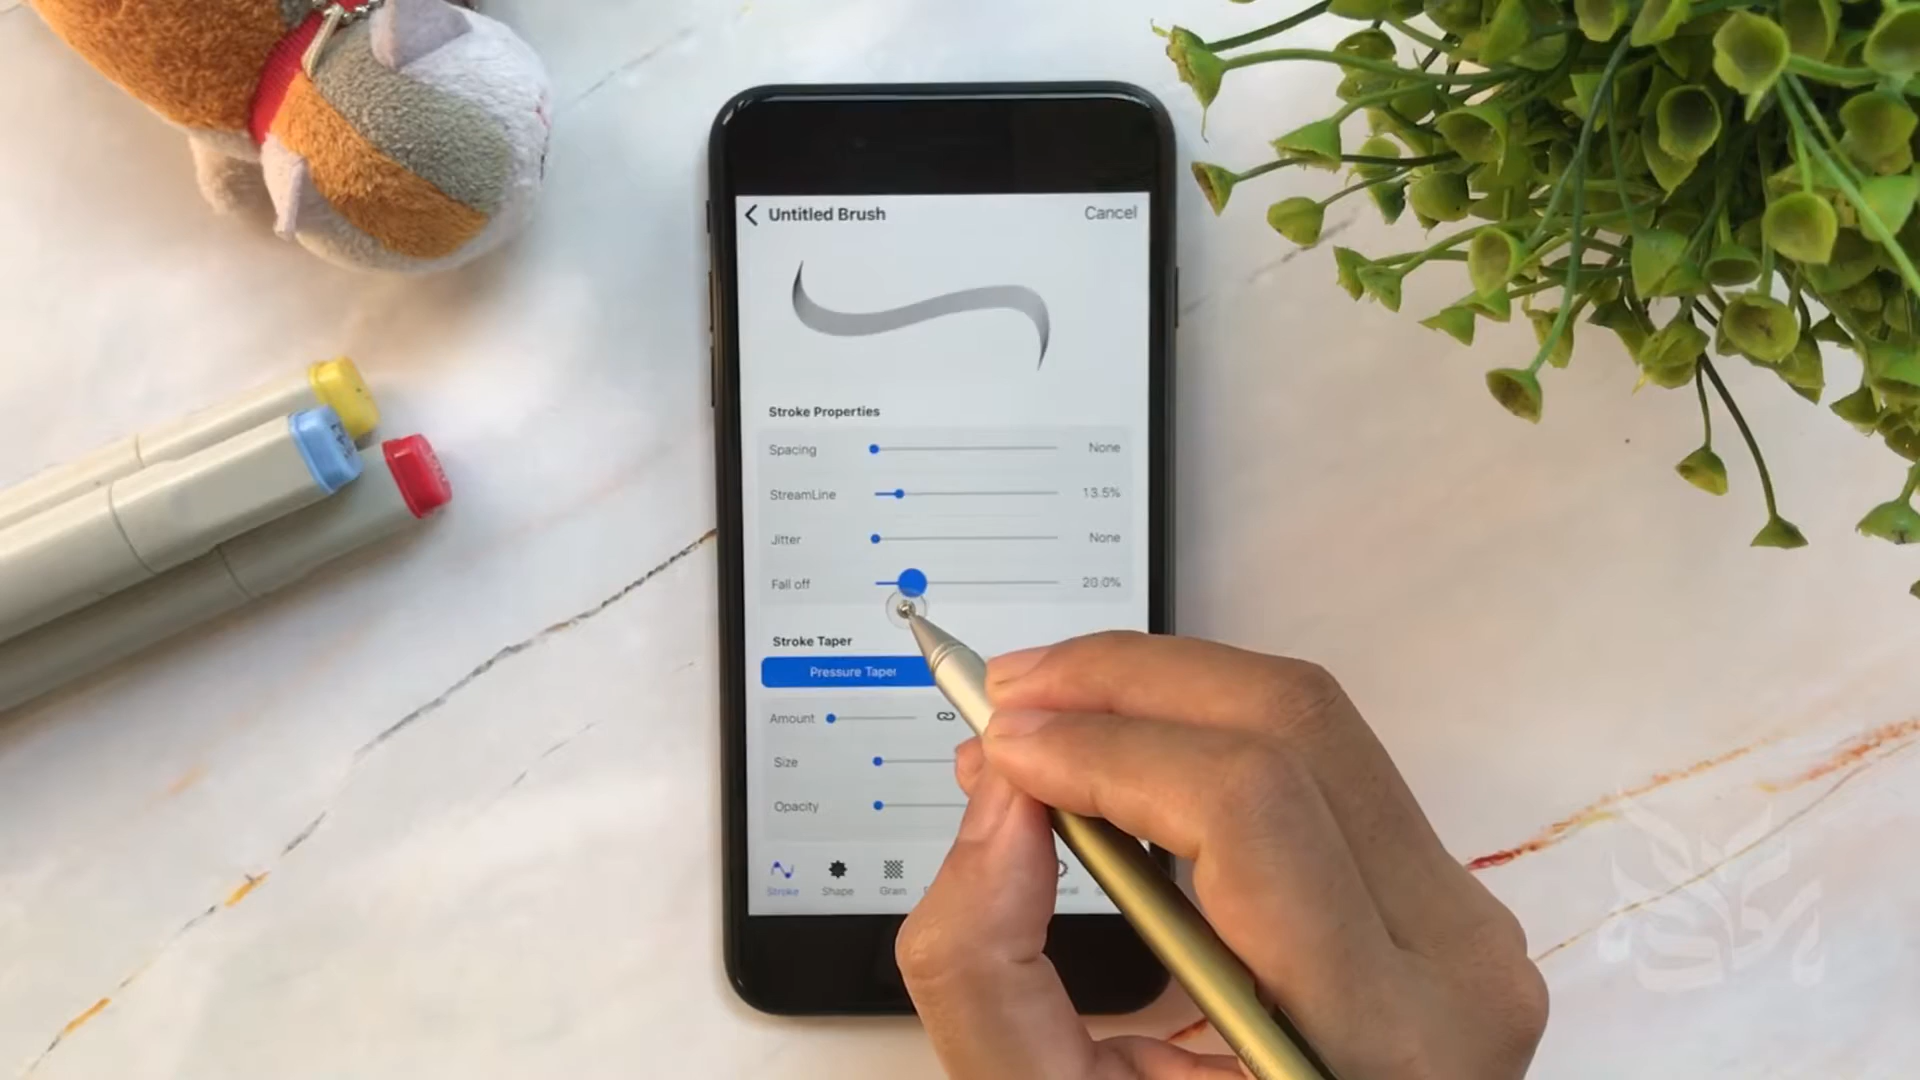 Untitled Brush
Cancel
Stroke Properties
Spacing
None
StreamLine
13.5%
Jitter
None
Fall off
20.0%
Stroke Taper
Pressure Taper
Amount
Size
Opacity
Stroke
Shape
Grain